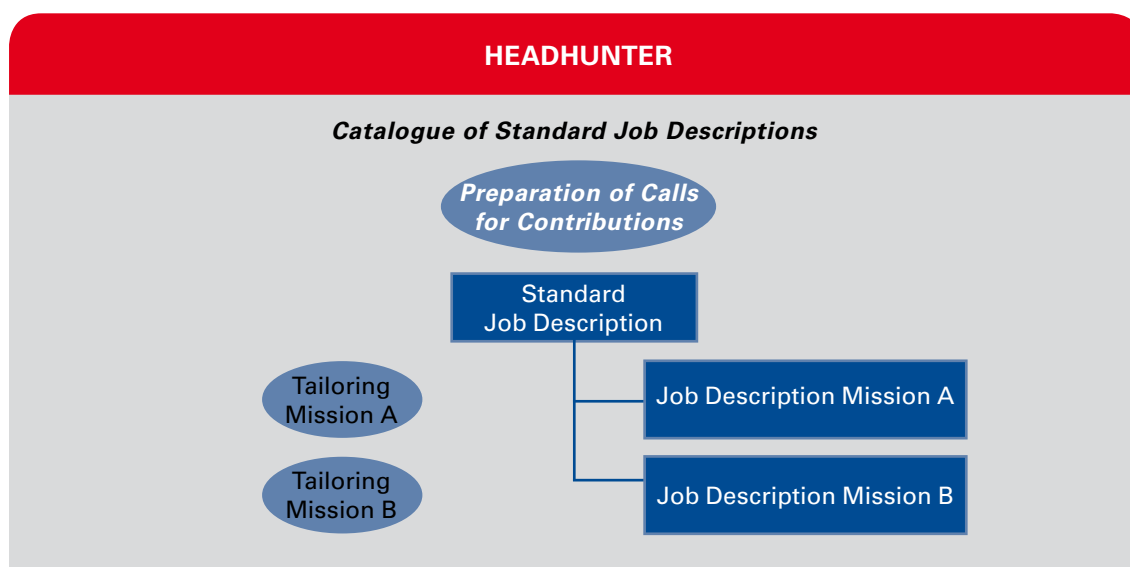 HEADHUNTER
Catalogue of Standard Job Descriptions
Preparation of Calls
for Contributions
Standard
Job Description
Tailoring
Mission A
Job Description Mission A
Tailoring
Mission B
Job Description Mission B